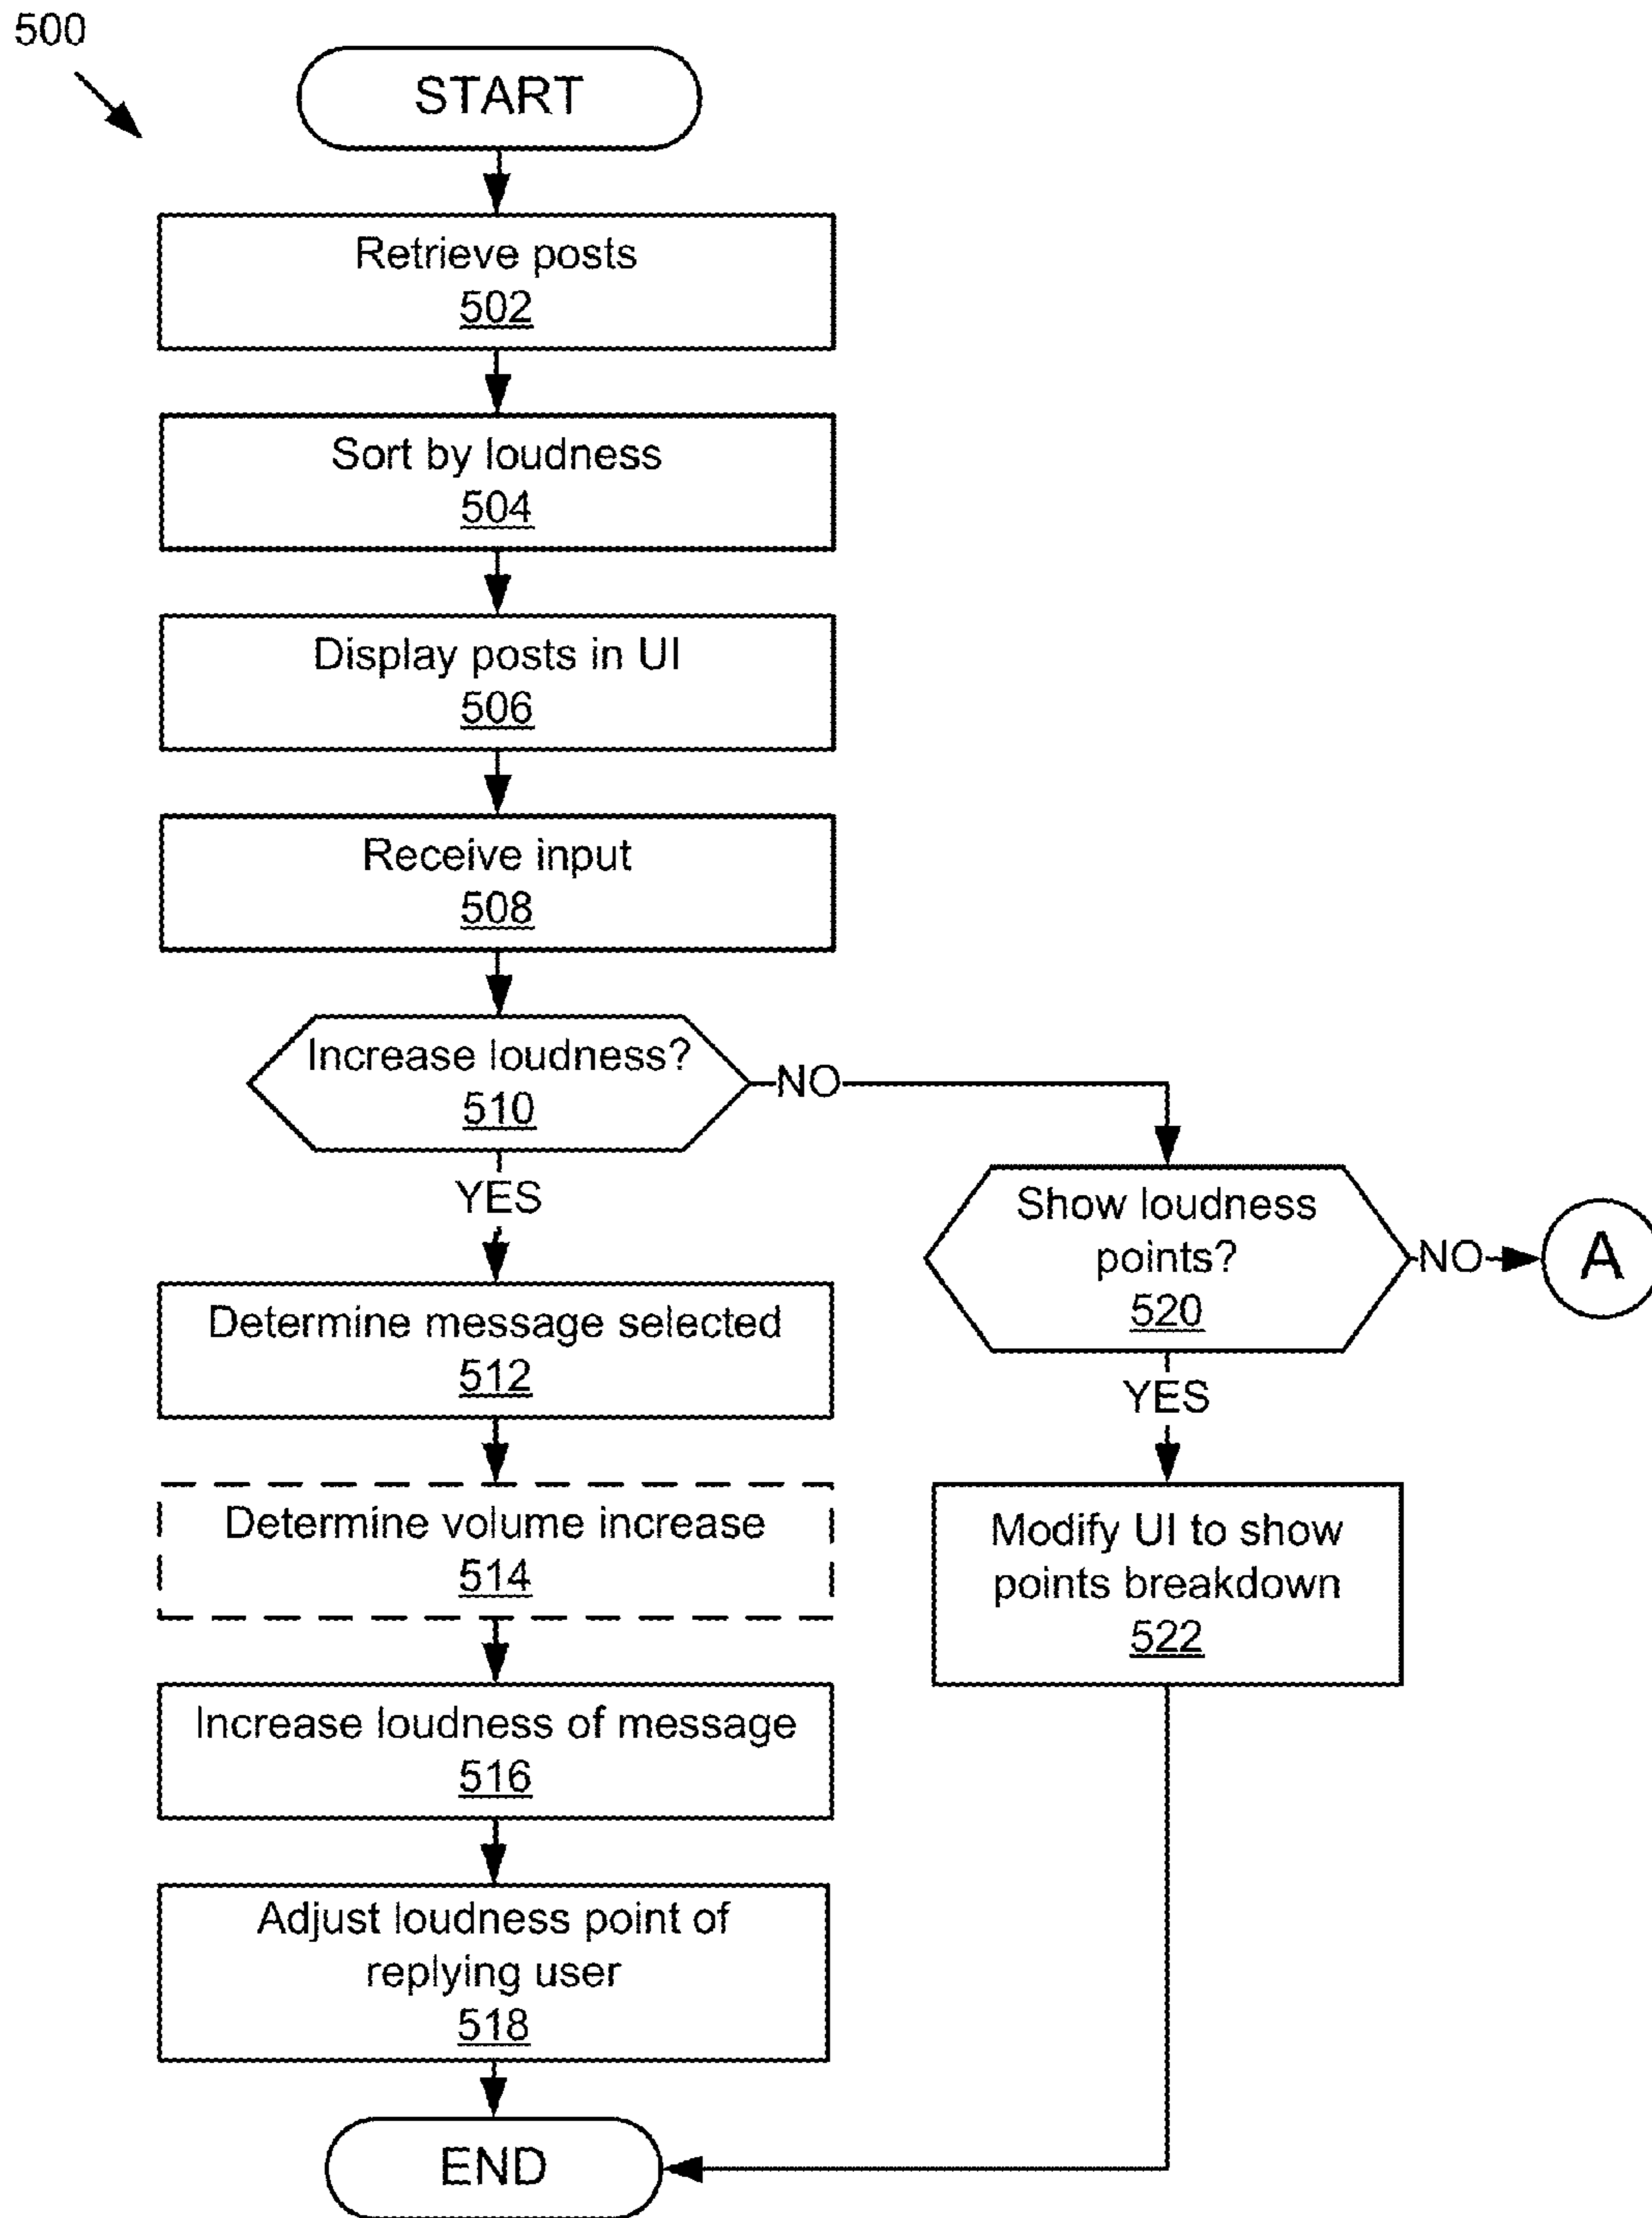 500
START
Retrieve posts
502
Sort by loudness
504
Display posts in UI
506
Receive input
508
Increase loudness?
510
NO
YES
Show loudness
points?
520
NO
A
YES
Determine message selected
512
Determine volume increase
514
Modify UI to show
points breakdown
522
Increase loudness of message
516
Adjust loudness point of
replying user
518
END